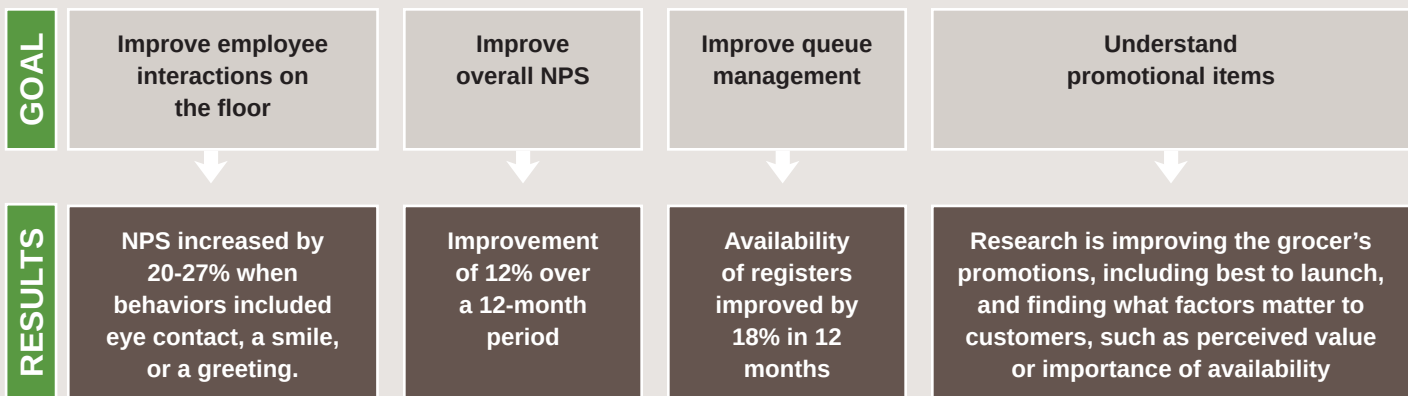 GOAL
Improve employee
interactions on
the floor
Improve
overall NPS
Improve queue
management
Understand
promotional items
RESULTS
NPS increased by
20-27% when
behaviors included
eye contact, a smile,
or a greeting.
Improvement
of 12% over
a 12-month
period
Availability
of registers
improved by
18% in 12
months
Research is improving the grocer’s
promotions, including best to launch,
and finding what factors matter to
customers, such as perceived value
or importance of availability